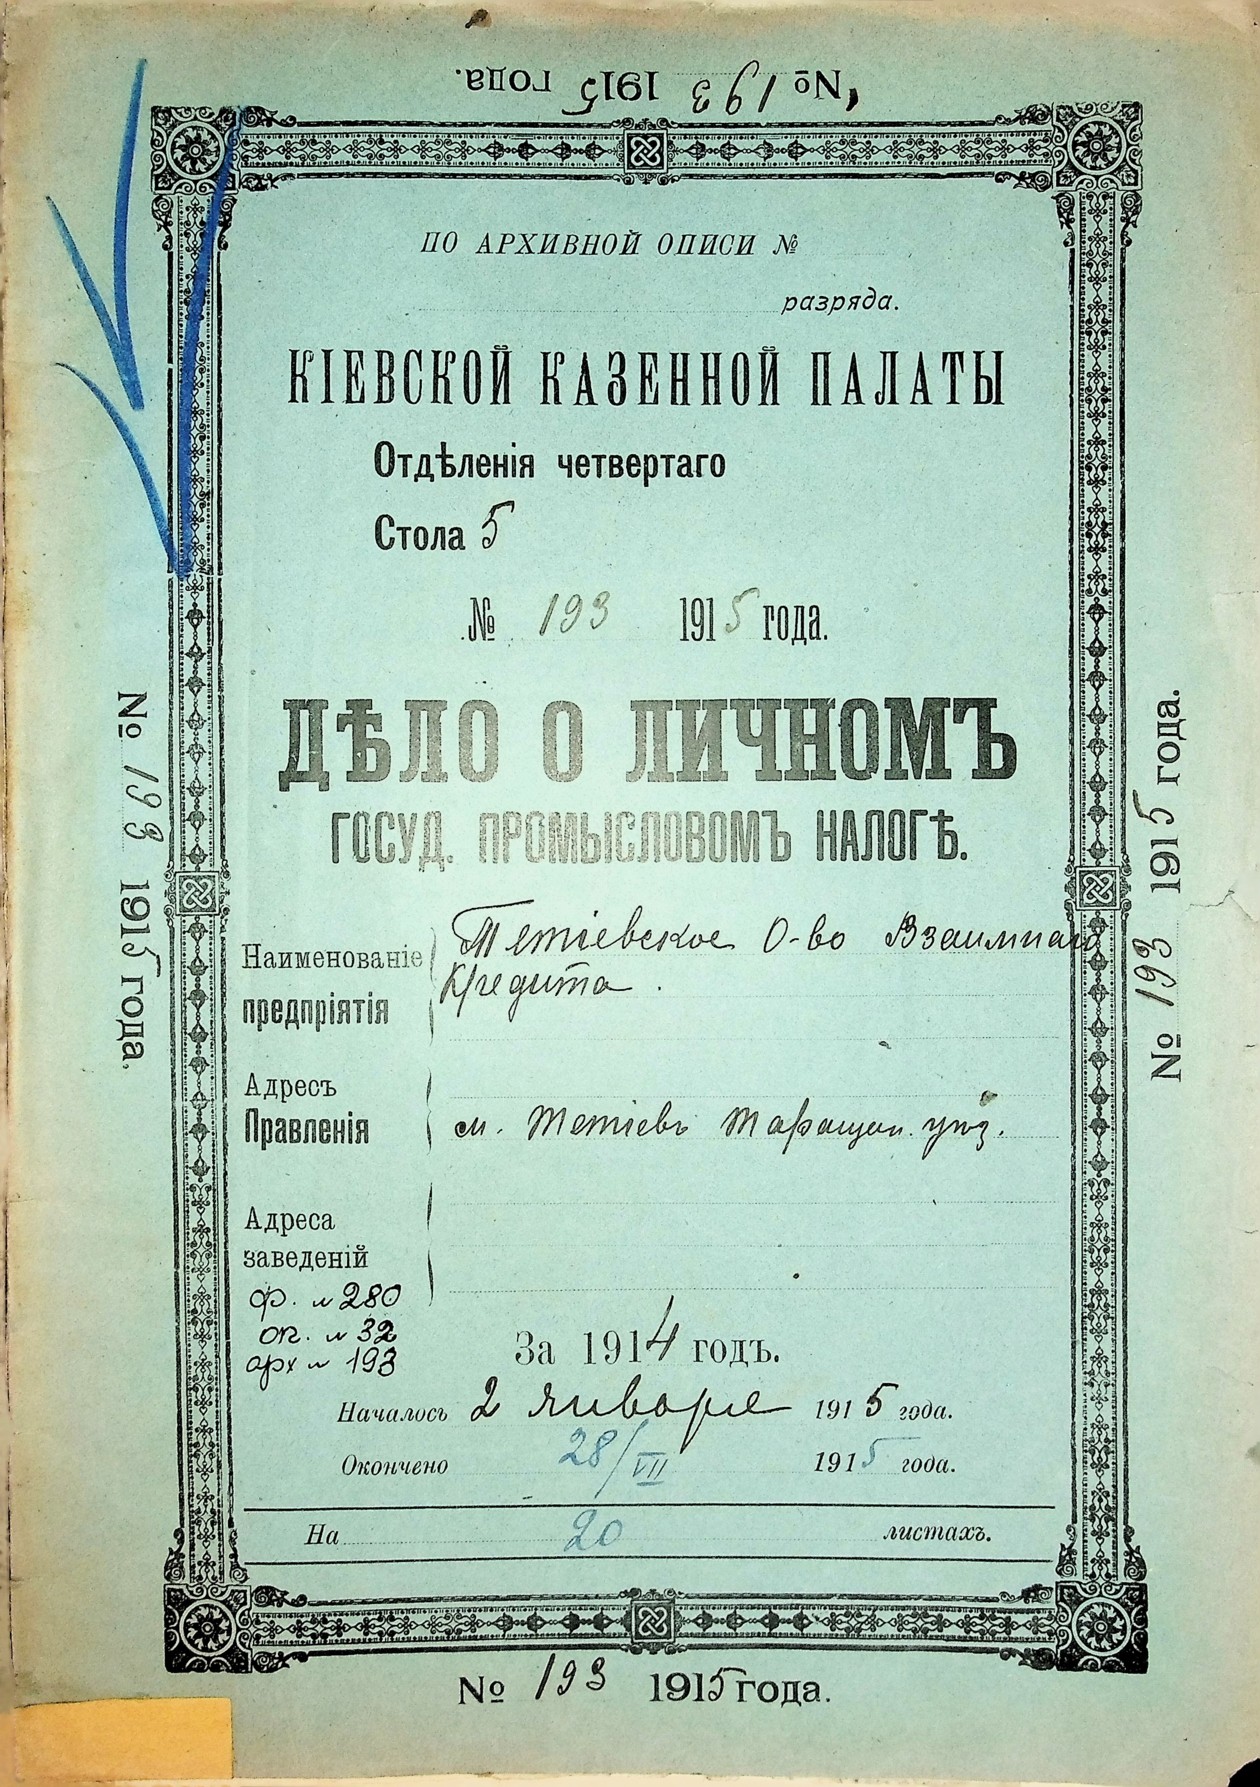 № 193 1915 года.
ПО АРХИВНОЙ ОПИСИ №
разряда.
КІЕВСКОЙ КАЗЕННОЙ ПАЛАТЫ
Отдѣленія четвертаго
Стола 5
№ 193 1915 года.
ДѢЛО О ЛИЧНОМЪ
ГОСУД. ПРОМЫСЛОВОМЪ НАЛОГѢ.
Наименованіе Тетіевское О-во Взаимнаго
предпріятія Кредита.
Адресъ
Правленія м. Тетіевъ Таращан. уѣз.
Адреса
заведеній
ф. № 280
оп. № 32
арх № 193
За 1914 годъ.
Началось 2 января 1915 года.
Окончено 28/VII 1915 года.
На 20 листахъ.
№ 193 1915 года.
№ 193 1915 года.
№ 193 1915 года.